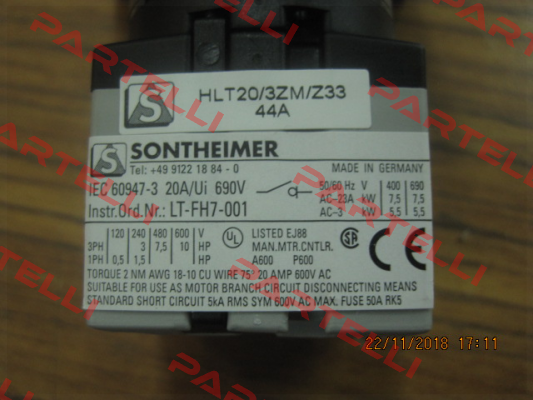 HLT20/3ZM/Z33
44A
S SONTHEIMER
Tel: +49 9122 18 84 - 0
MADE IN GERMANY
IEC 60947-3 20A/Ui 690V
50/60 Hz V 400 690
AC-23A kW 7,5 7,5
AC-3 kW 5,5 5,5
Instr.Ord.Nr.: LT-FH7-001
120 240 480 600 V
3PH 3 7,5 10 HP
1PH 0,5 1,5 HP
UL LISTED EJ88
MAN.MTR.CNTLR.
A600 P600
SA CE
TORQUE 2 NM AWG 18-10 CU WIRE 75° 20 AMP 600V AC
SUITABLE FOR USE AS MOTOR BRANCH CIRCUIT DISCONNECTING MEANS
STANDARD SHORT CIRCUIT 5kA RMS SYM 600V AC MAX. FUSE 50A RK5
22/11/2018 17:11
PARTELLI
PARTELLI
PARTELLI
PARTELLI